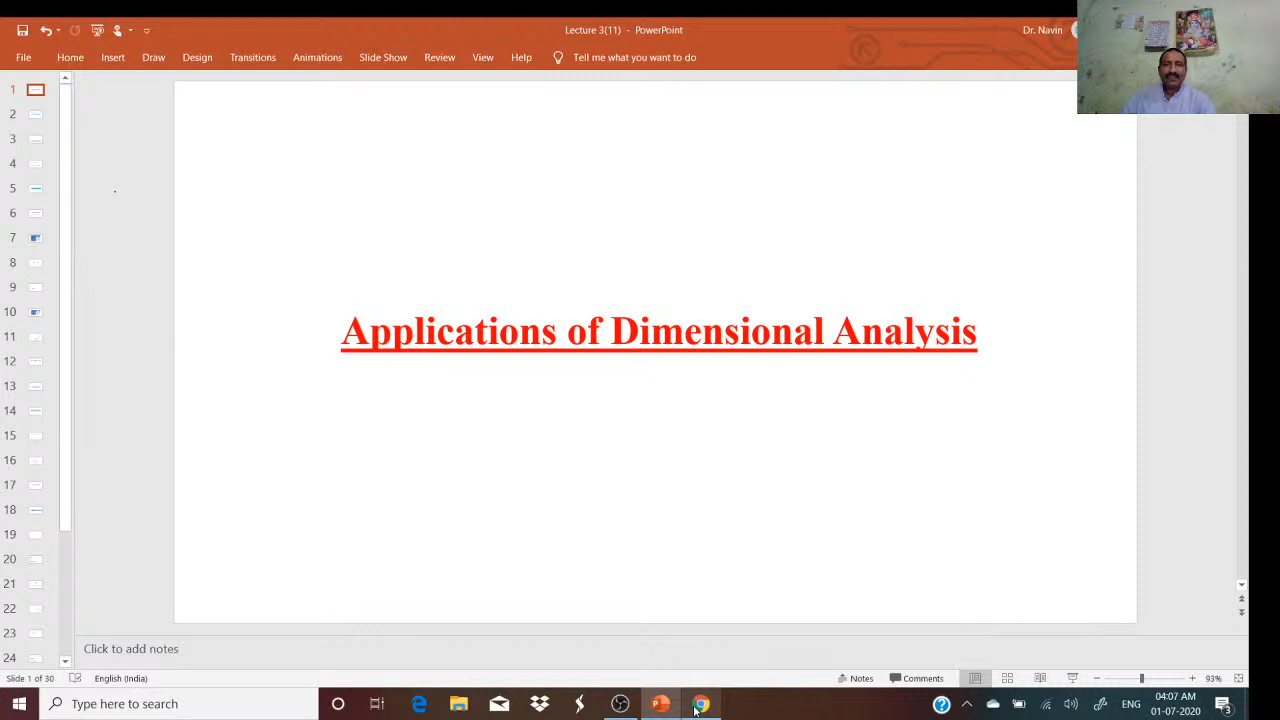 Lecture 3(11) - PowerPoint
Dr. Navin
File Home Insert Draw Design Transitions Animations Slide Show Review View Help Tell me what you want to do
1
2
3
4
5
6
7
8
9
10
11
12
13
14
15
16
17
18
19
20
21
22
23
24
Applications of Dimensional Analysis
Click to add notes
Slide 1 of 30 English (India) Notes Comments 93%
Type here to search
ENG
04:07 AM
01-07-2020
3